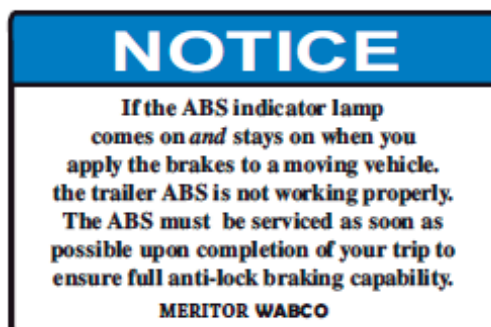 NOTICE
If the ABS indicator lamp
comes on and stays on when you
apply the brakes to a moving vehicle.
the trailer ABS is not working properly.
The ABS must be serviced as soon as
possible upon completion of your trip to
ensure full anti-lock braking capability.
MERITOR WABCO